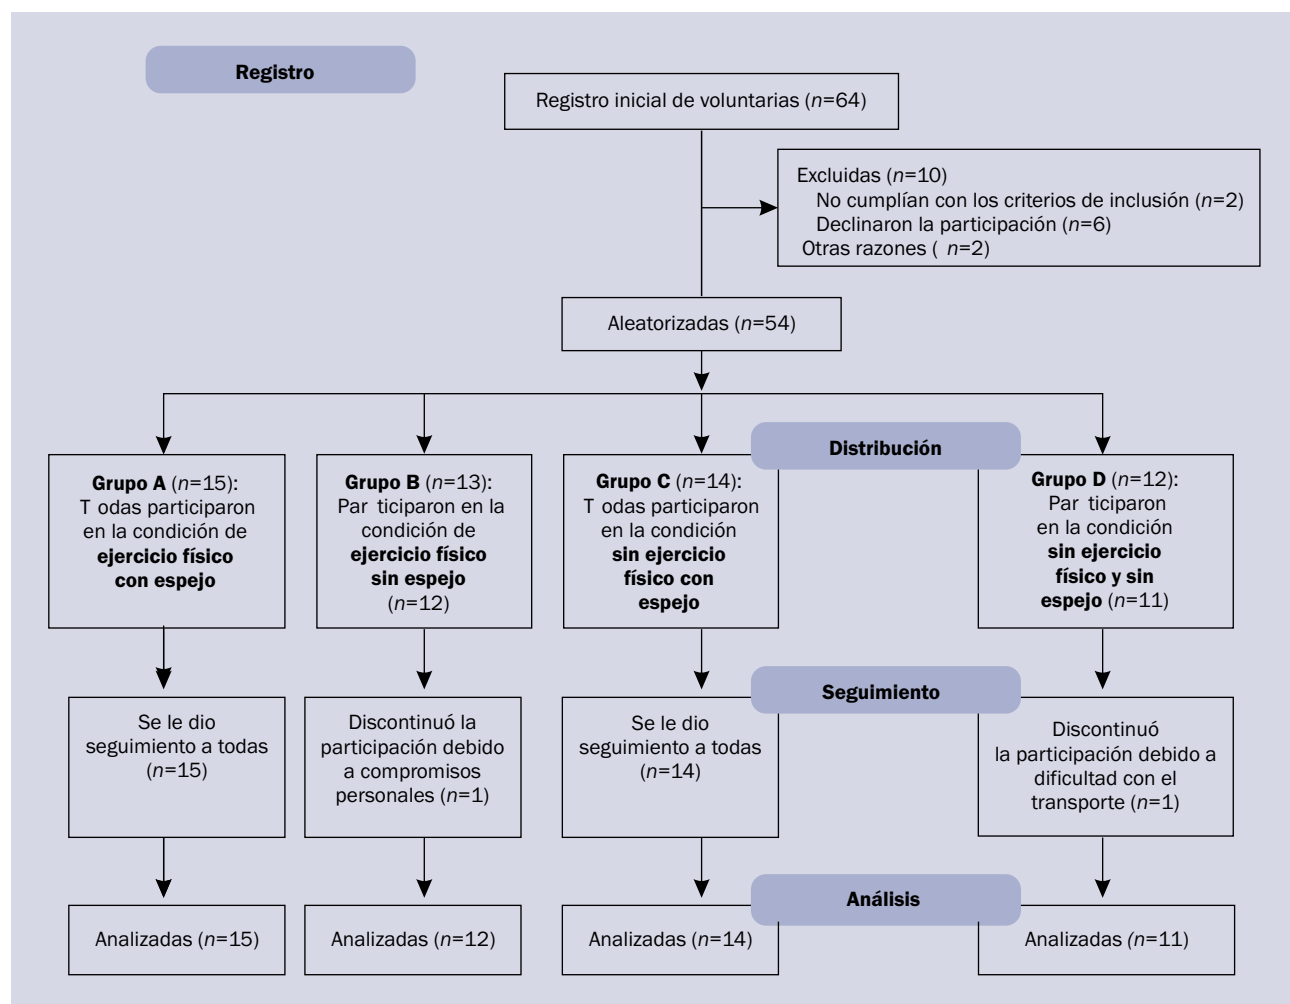 Registro
Registro inicial de voluntarias (n=64)
Excluidas (n=10)
No cumplían con los criterios de inclusión (n=2)
Declinaron la participación (n=6)
Otras razones ( n=2)
Aleatorizadas (n=54)
Distribución
Grupo A (n=15):
T odas participaron
en la condición de
ejercicio físico
con espejo
Grupo B (n=13):
Par ticiparon en la
condición de
ejercicio físico
sin espejo
(n=12)
Grupo C (n=14):
T odas participaron
en la condición
sin ejercicio
físico con
espejo
Grupo D (n=12):
Par ticiparon
en la condición
sin ejercicio
físico y sin
espejo (n=11)
Seguimiento
Se le dio
seguimiento a todas
(n=15)
Discontinuó la
participación debido
a compromisos
personales (n=1)
Se le dio
seguimiento a todas
(n=14)
Discontinuó
la participación debido a
dificultad con el
transporte (n=1)
Análisis
Analizadas (n=15)
Analizadas (n=12)
Analizadas (n=14)
Analizadas (n=11)